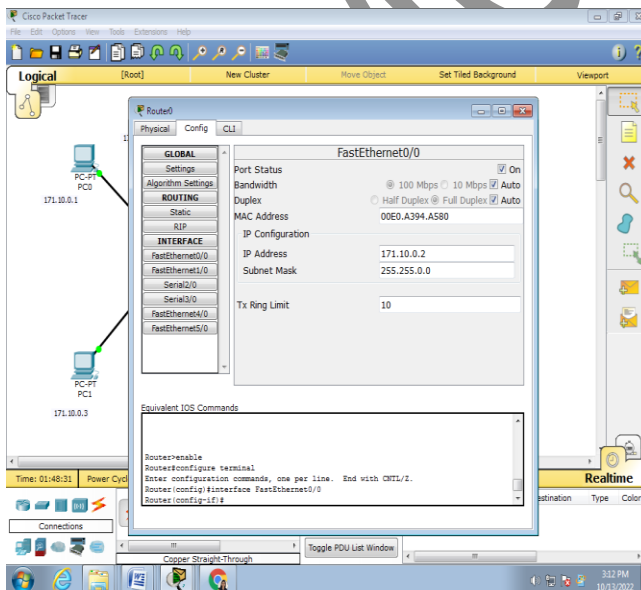 Cisco Packet Tracer
File Edit Options View Tools Extensions Help
Logical [Root] New Cluster Move Object Set Tiled Background Viewport
Router0
Physical Config CLI
GLOBAL
Settings
Algorithm Settings
ROUTING
Static
RIP
INTERFACE
FastEthernet0/0
FastEthernet1/0
Serial2/0
Serial3/0
FastEthernet4/0
FastEthernet5/0
FastEthernet0/0
Port Status On
Bandwidth 100 Mbps 10 Mbps Auto
Duplex Half Duplex Full Duplex Auto
MAC Address 00E0.A394.A580
IP Configuration
IP Address 171.10.0.2
Subnet Mask 255.255.0.0
Tx Ring Limit 10
PC-PT
PC0
171.10.0.1
PC-PT
PC1
171.10.0.3
Equivalent IOS Commands
Router>enable
Router#configure terminal
Enter configuration commands, one per line. End with CNTL/Z.
Router(config)#interface FastEthernet0/0
Router(config-if)#
Time: 01:48:31 Power Cycl
Realtime
estination Type Color
Connections
Toggle PDU List Window
Copper Straight-Through
3:12 PM
10/13/2022